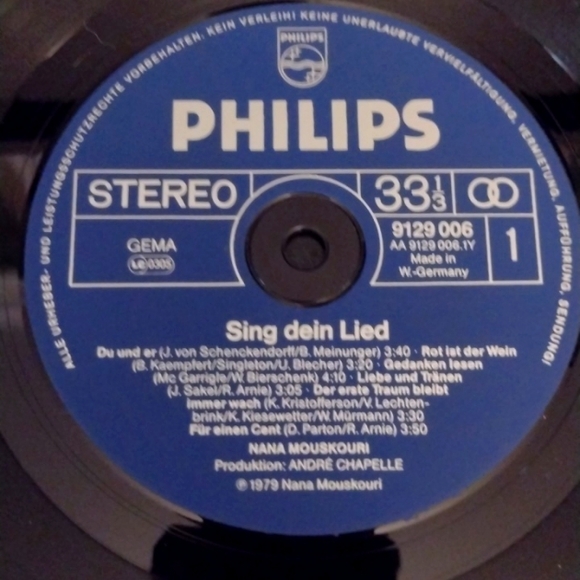 ALLE URHEBER- UND LEISTUNGSSCHUTZRECHTE VORBEHALTEN. KEIN VERLEIH! KEINE UNERLAUBTE VERVIELFÄLTIGUNG, VERMIETUNG, AUFFÜHRUNG, SENDUNG!
PHILIPS
PHILIPS
STEREO
33 1/3
GEMA
LC 0305
9129 006
AA 9129 006.1Y
Made in
W.-Germany
1
Sing dein Lied
Du und er (J. von Schenckendorff/B. Meinunger) 3:40 · Rot ist der Wein
(B. Kaempfert/Singleton/U. Blecher) 3:20 · Gedanken lesen
(Mc Garrigle/W. Bierschenk) 4:10 · Liebe und Tränen
(J. Sakel/R. Arnie) 3:05 · Der erste Traum bleibt
immer wach (K. Kristofferson/V. Lechten-
brink/K. Kiesewetter/W. Mürmann) 3:30
Für einen Cent (D. Parton/R. Arnie) 3:50
NANA MOUSKOURI
Produktion: ANDRÉ CHAPELLE
℗ 1979 Nana Mouskouri